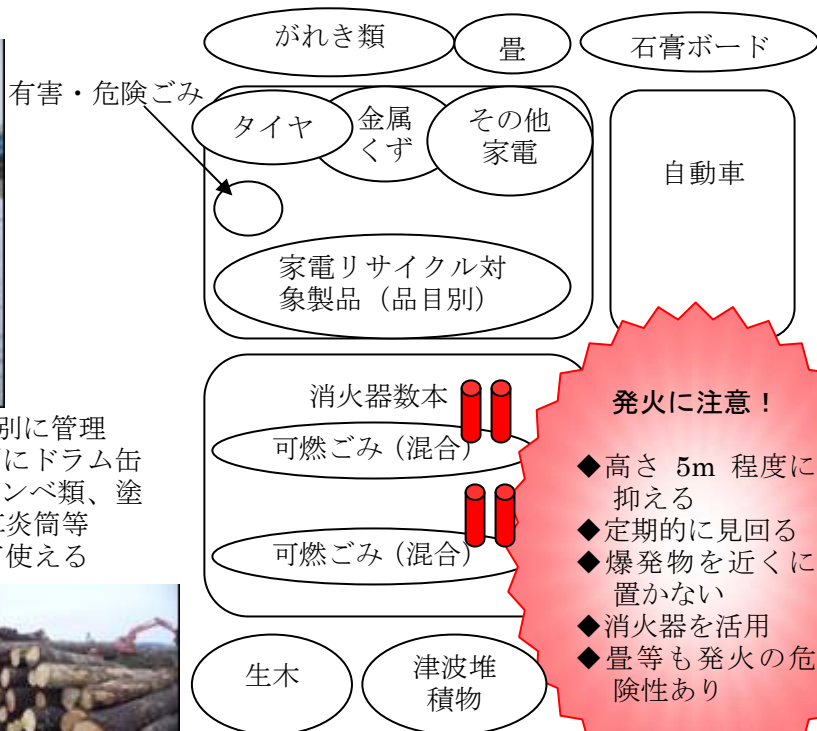 がれき類
畳
石膏ボード
有害・危険ごみ
タイヤ
金属
くず
その他
家電
自動車
家電リサイクル対
象製品（品目別）
消火器数本
可燃ごみ（混合）
可燃ごみ（混合）
別に管理
にドラム缶
ンベ類、塗
炎筒等
使える
発火に注意！
◆高さ 5m 程度に
抑える
◆定期的に見回る
◆爆発物を近くに
置かない
◆消火器を活用
◆畳等も発火の危
険性あり
生木
津波堆
積物